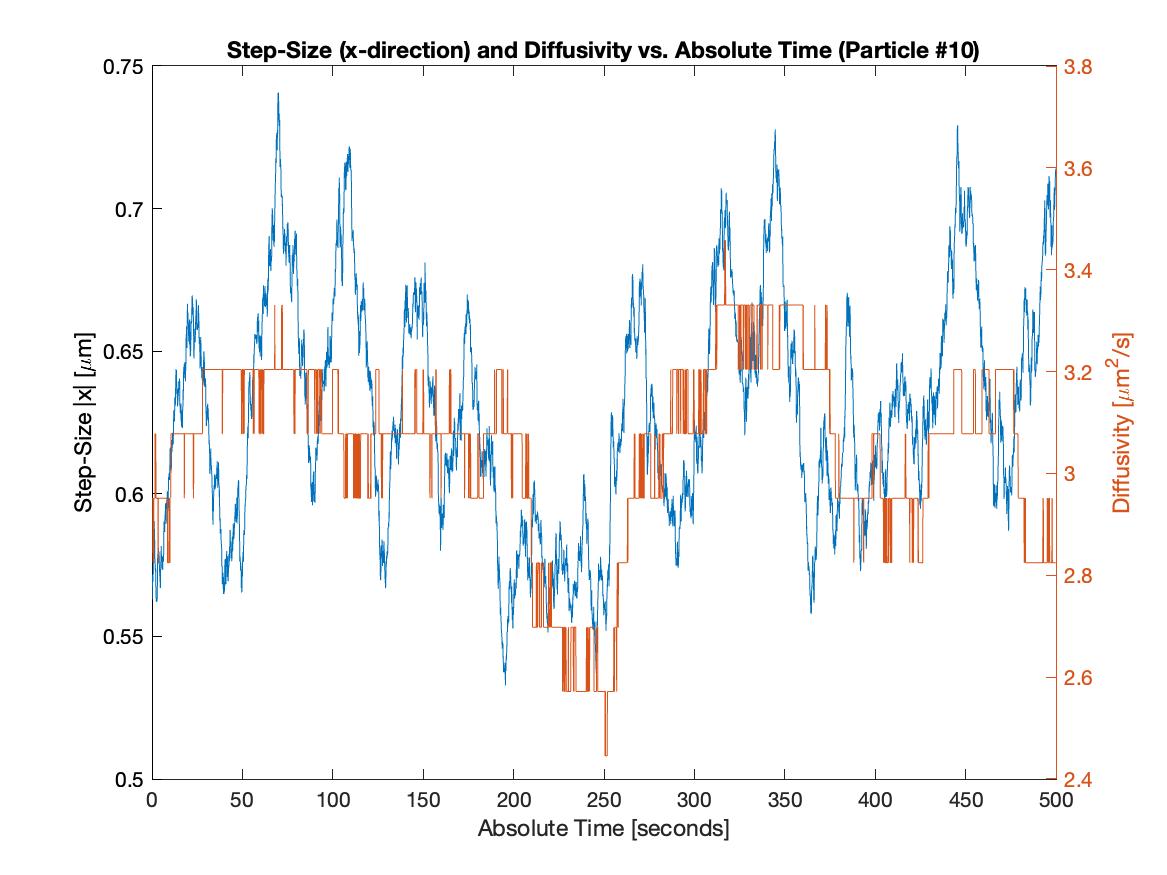 Step-Size (x-direction) and Diffusivity vs. Absolute Time (Particle #10)
0.75
0.7
0.65
0.6
0.55
0.5
Step-Size |x| [μm]
3.8
3.6
3.4
3.2
3
2.8
2.6
2.4
Diffusivity [μm²/s]
0 50 100 150 200 250 300 350 400 450 500
Absolute Time [seconds]